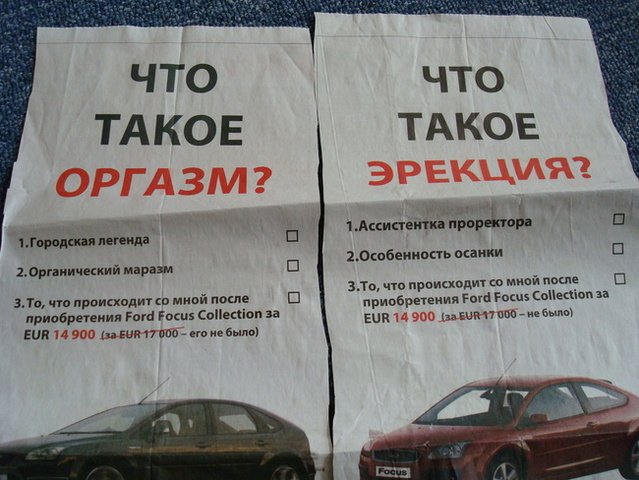 ЧТО
ТАКОЕ
ОРГАЗМ?
1.Городская легенда
2.Органический маразм
3.То, что происходит со мной после
приобретения Ford Focus Collection за
EUR 14 900 (за EUR 17 000 – его не было)
ЧТО
ТАКОЕ
ЭРЕКЦИЯ?
1.Ассистентка проректора
2.Особенность осанки
3.То, что происходит со мной после
приобретения Ford Focus Collection за
EUR 14 900 (за EUR 17 000 – не было)
Focus